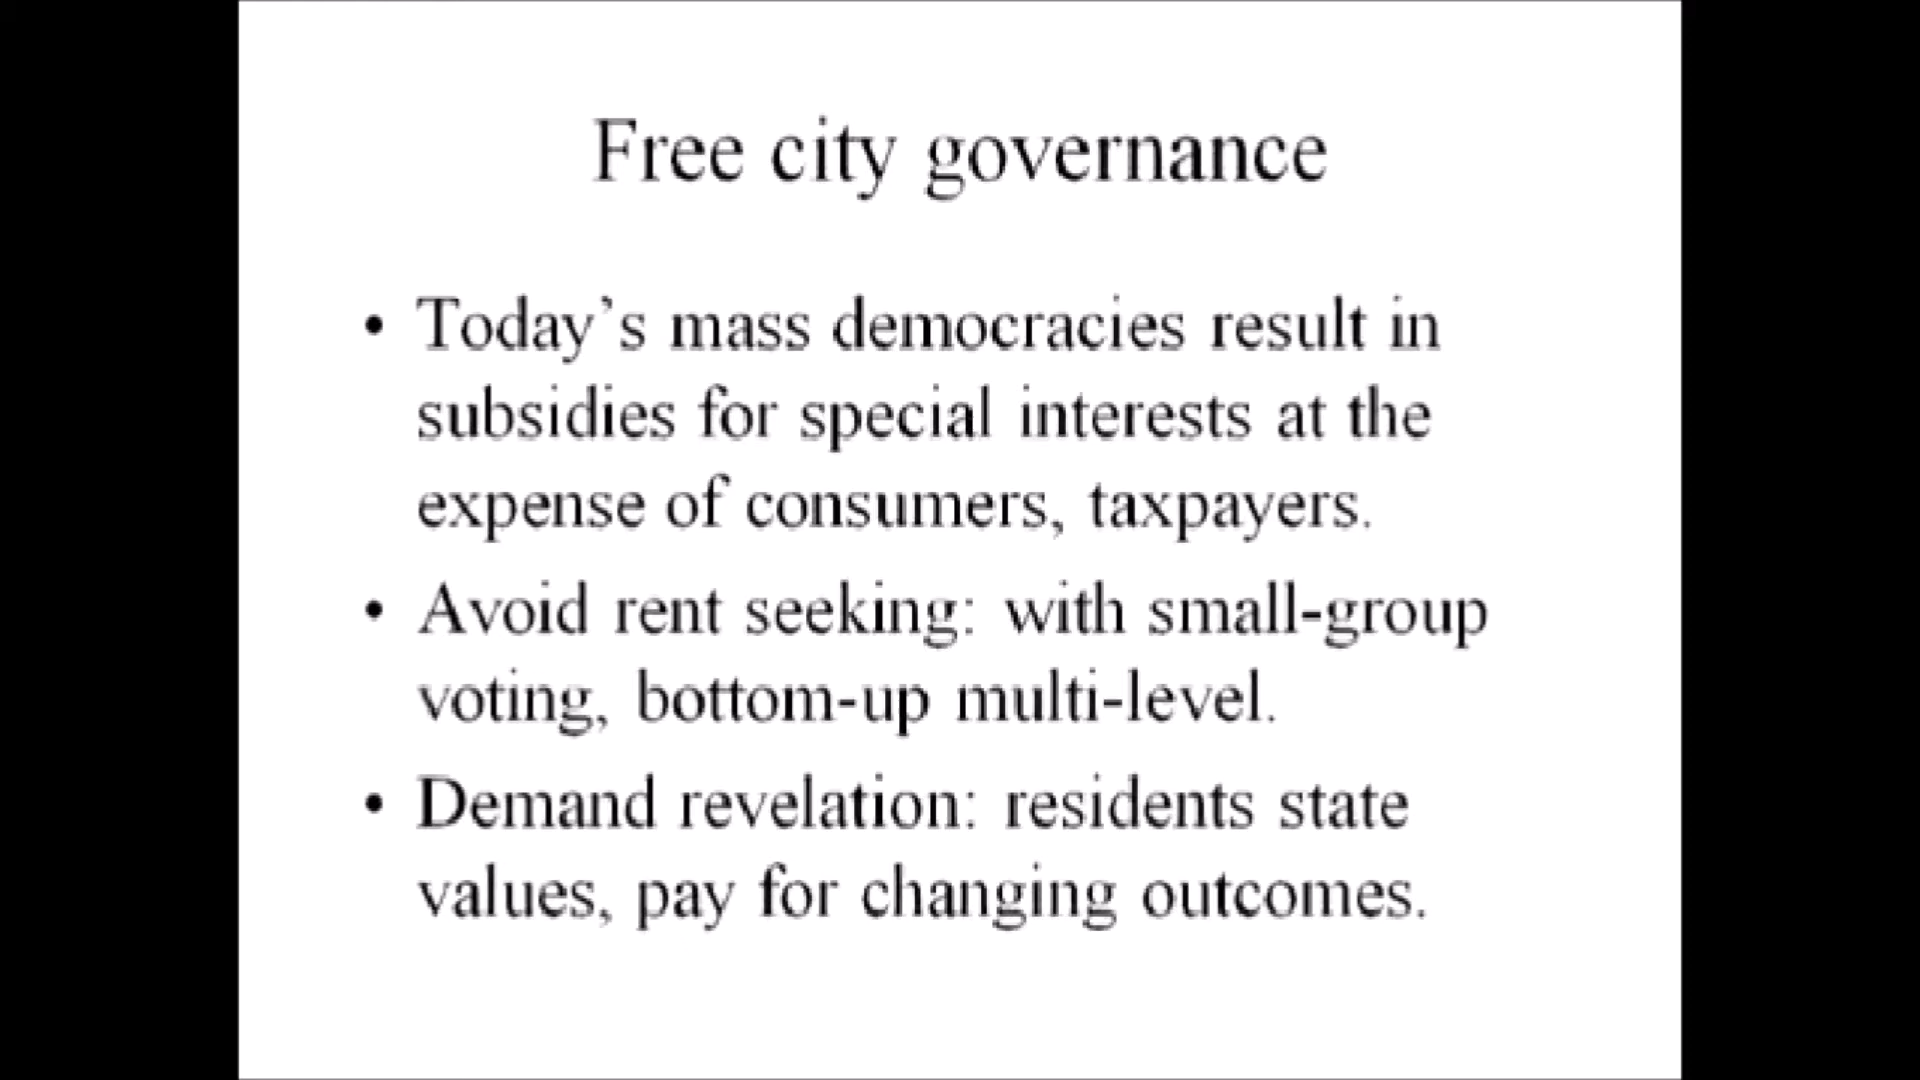 Free city governance
• Today’s mass democracies result in
subsidies for special interests at the
expense of consumers, taxpayers.
• Avoid rent seeking: with small-group
voting, bottom-up multi-level.
• Demand revelation: residents state
values, pay for changing outcomes.